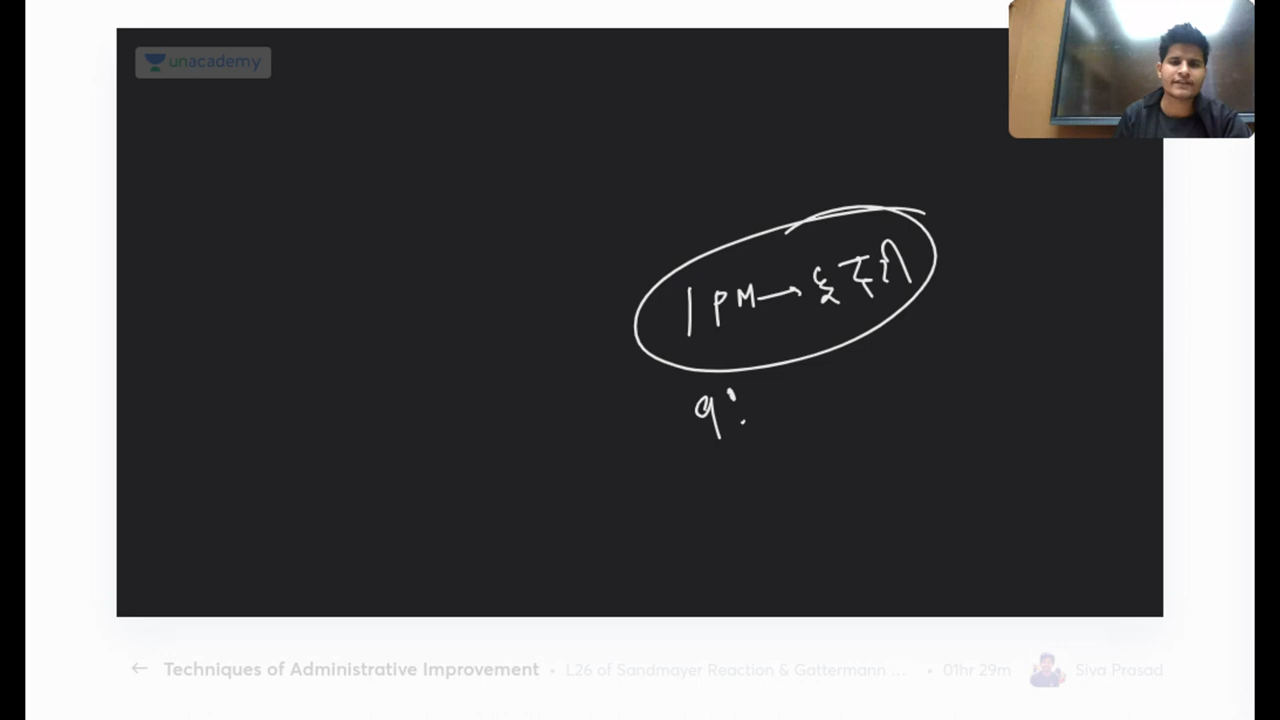 unacademy
1 PM →
9:
← Techniques of Administrative Improvement • L26 of Sandmayer Reaction & Gattermann ... • 01hr 29m Siva Prasad